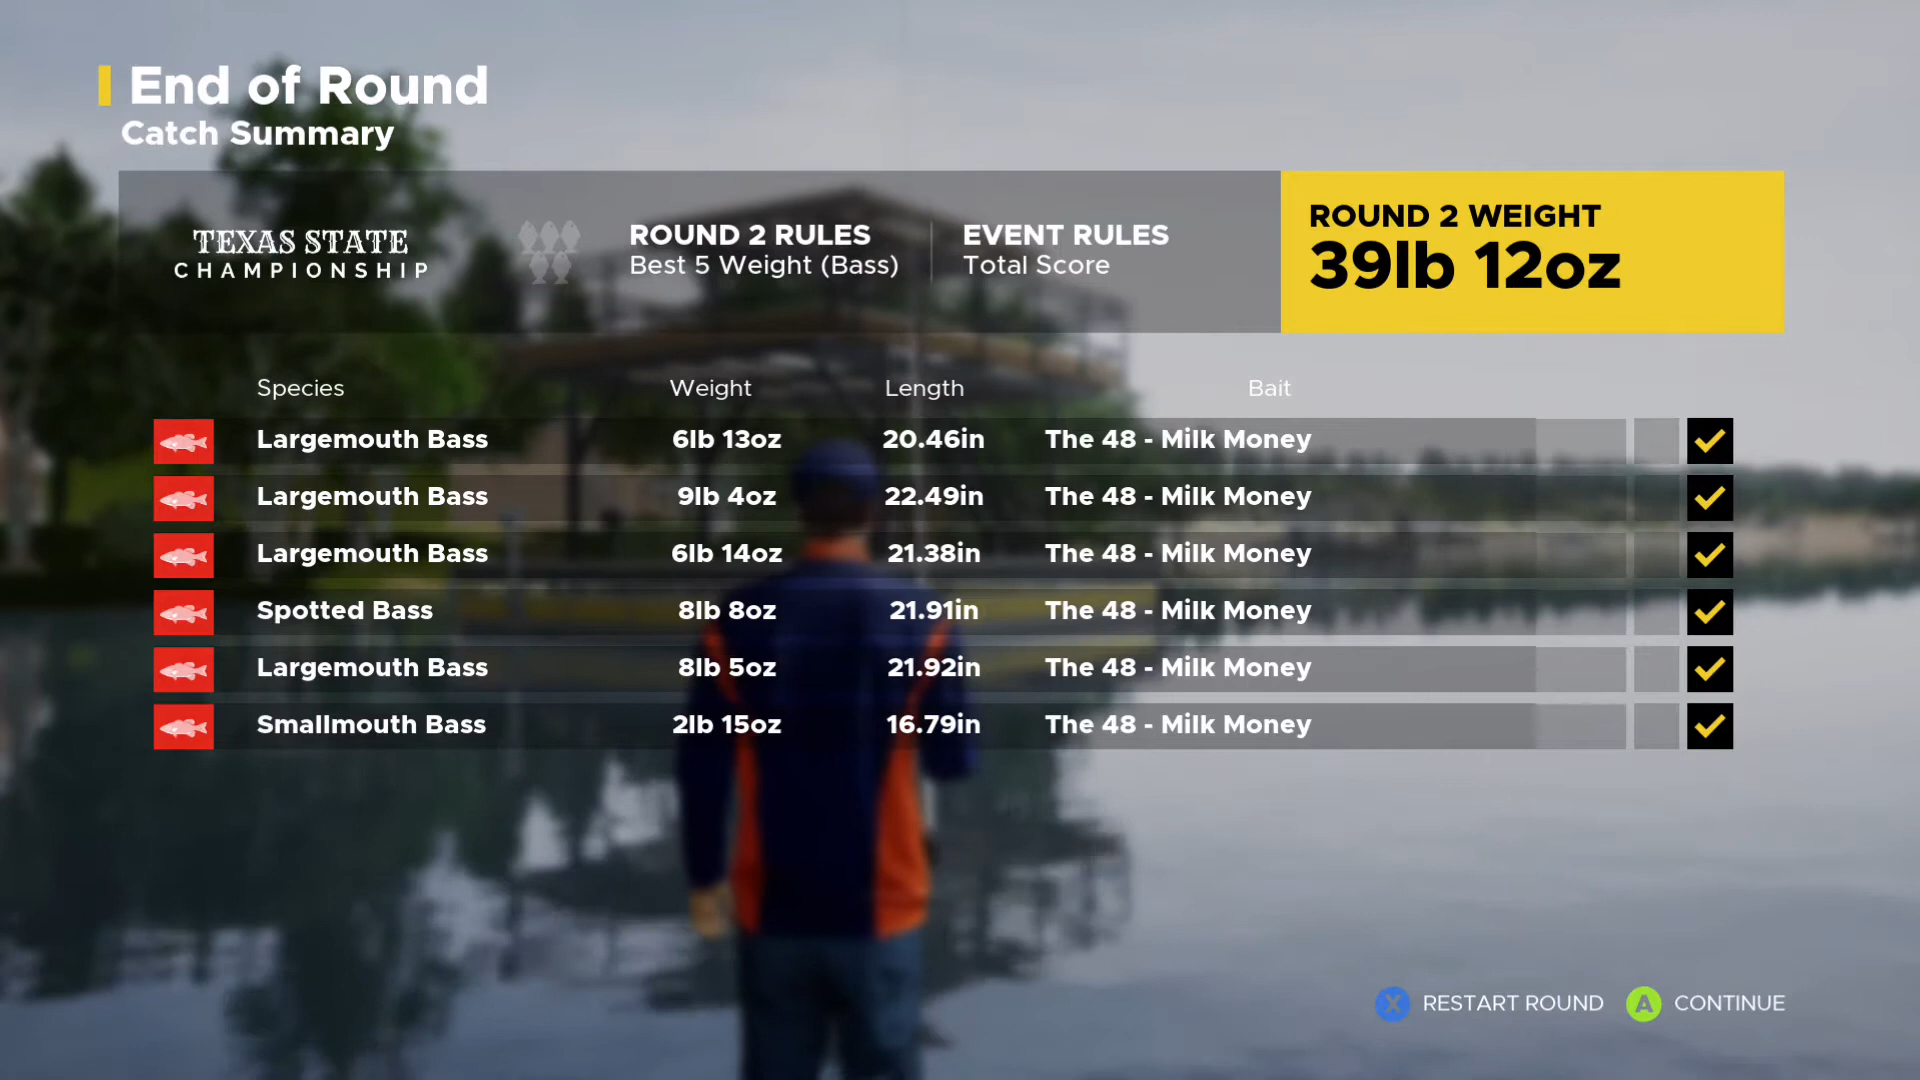 End of Round
Catch Summary
TEXAS STATE
CHAMPIONSHIP
ROUND 2 RULES
Best 5 Weight (Bass)
EVENT RULES
Total Score
ROUND 2 WEIGHT
39lb 12oz
Species Weight Length Bait
Largemouth Bass 6lb 13oz 20.46in The 48 - Milk Money
Largemouth Bass 9lb 4oz 22.49in The 48 - Milk Money
Largemouth Bass 6lb 14oz 21.38in The 48 - Milk Money
Spotted Bass 8lb 8oz 21.91in The 48 - Milk Money
Largemouth Bass 8lb 5oz 21.92in The 48 - Milk Money
Smallmouth Bass 2lb 15oz 16.79in The 48 - Milk Money
X RESTART ROUND A CONTINUE